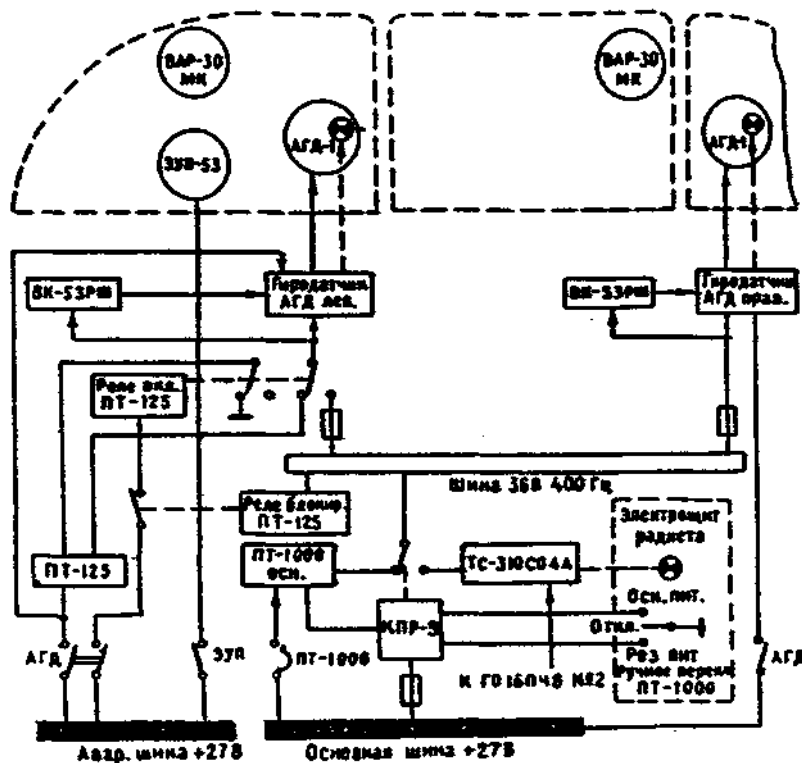 ВАР-30
МК
ВАР-30
МК
АГД-1
АГД-1
ЭУП-53
ВК-53РШ
Гиродатчик
АГД лев.
ВК-53РШ
Гиродатчик
АГД прав.
Реле вкл.
ПТ-125
Шина 36В 400 Гц
Реле блокир.
ПТ-125
Электрощит
радиста
ПТ-125
ПТ-1000
осн.
ТС-310С04А
Осн. пит.
КПР-9
Откл.
АГД
ЭУП
ПТ-1000
К ГО16ПЧ8 №2
Рез пит
Ручное перекл.
ПТ-1000
АГД
Авар. шина +27В
Основная шина +27В